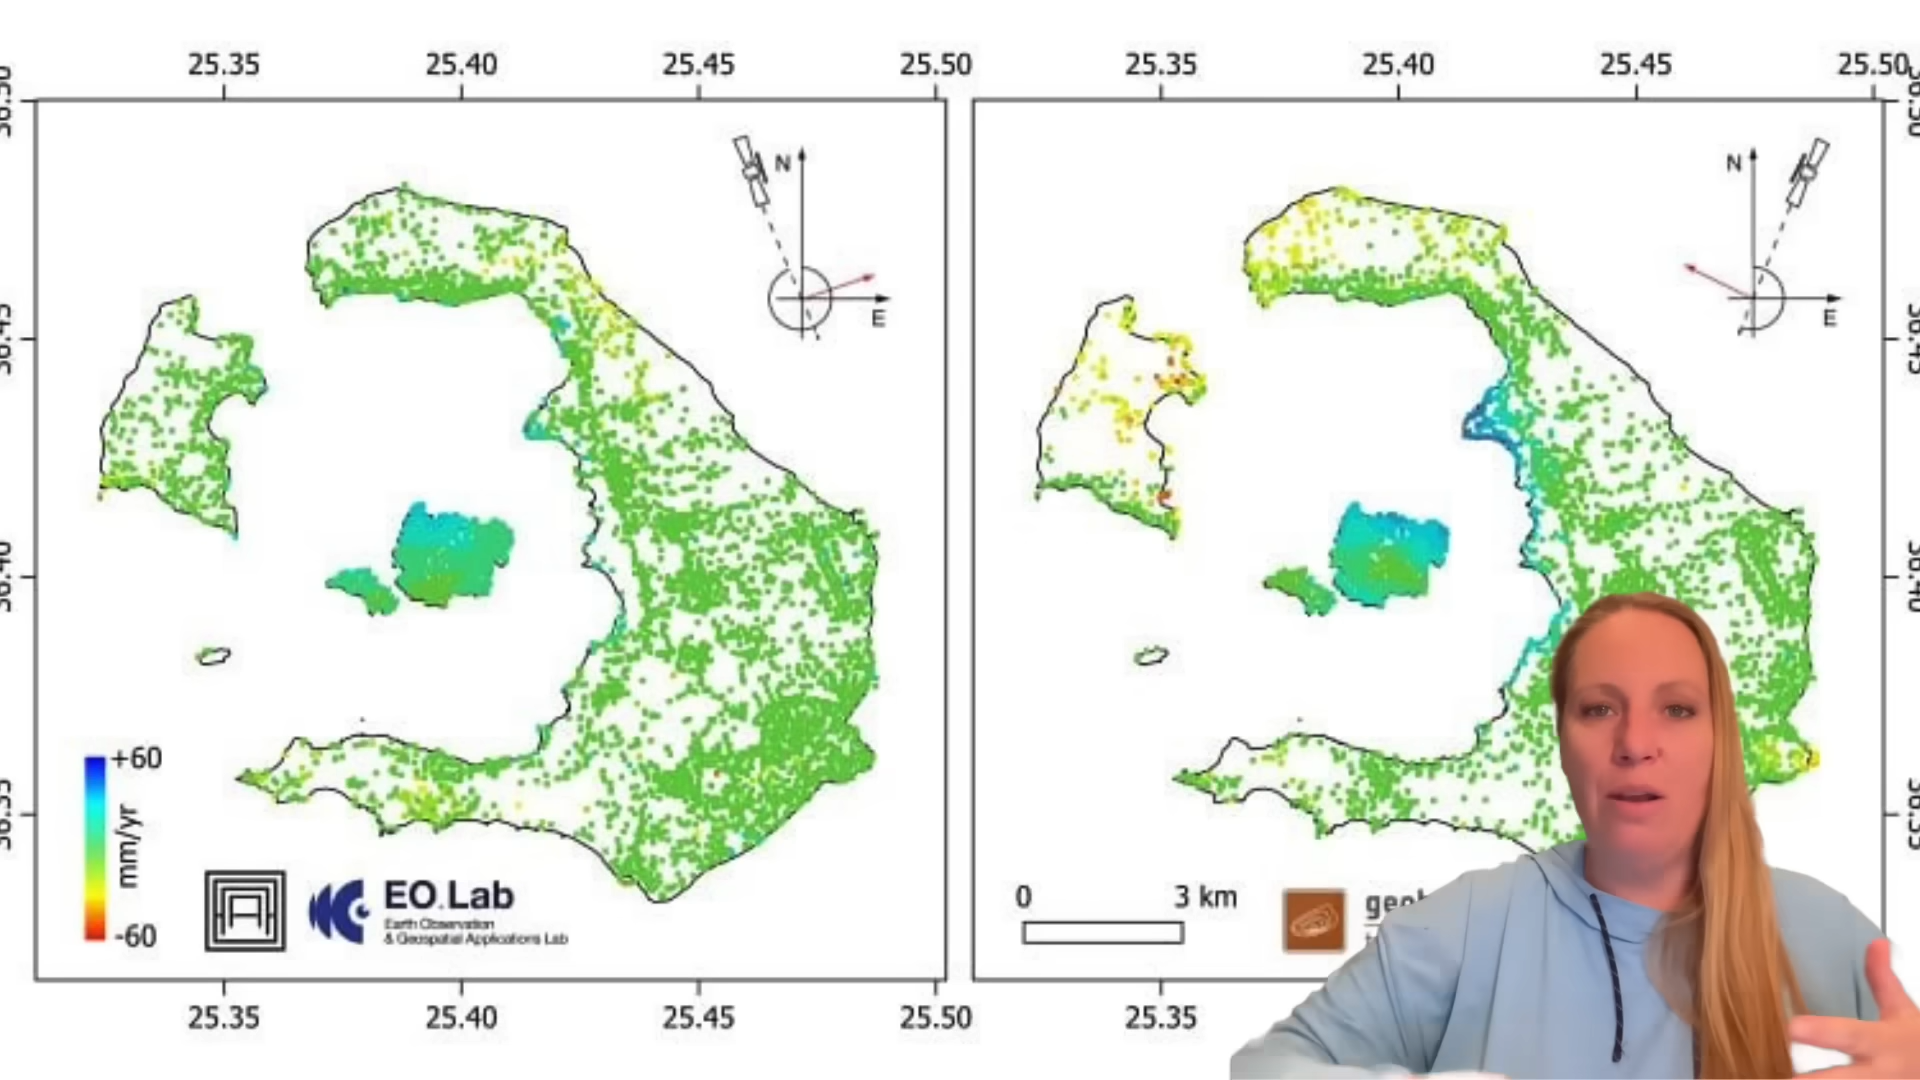 25.35 25.40 25.45 25.50 25.35 25.40 25.45 25.50
N
E
N
E
+60
mm/yr
-60
EO.Lab
Earth Observation
& Geospatial Applications Lab
0 3 km
25.35 25.40 25.45 25.50 25.35